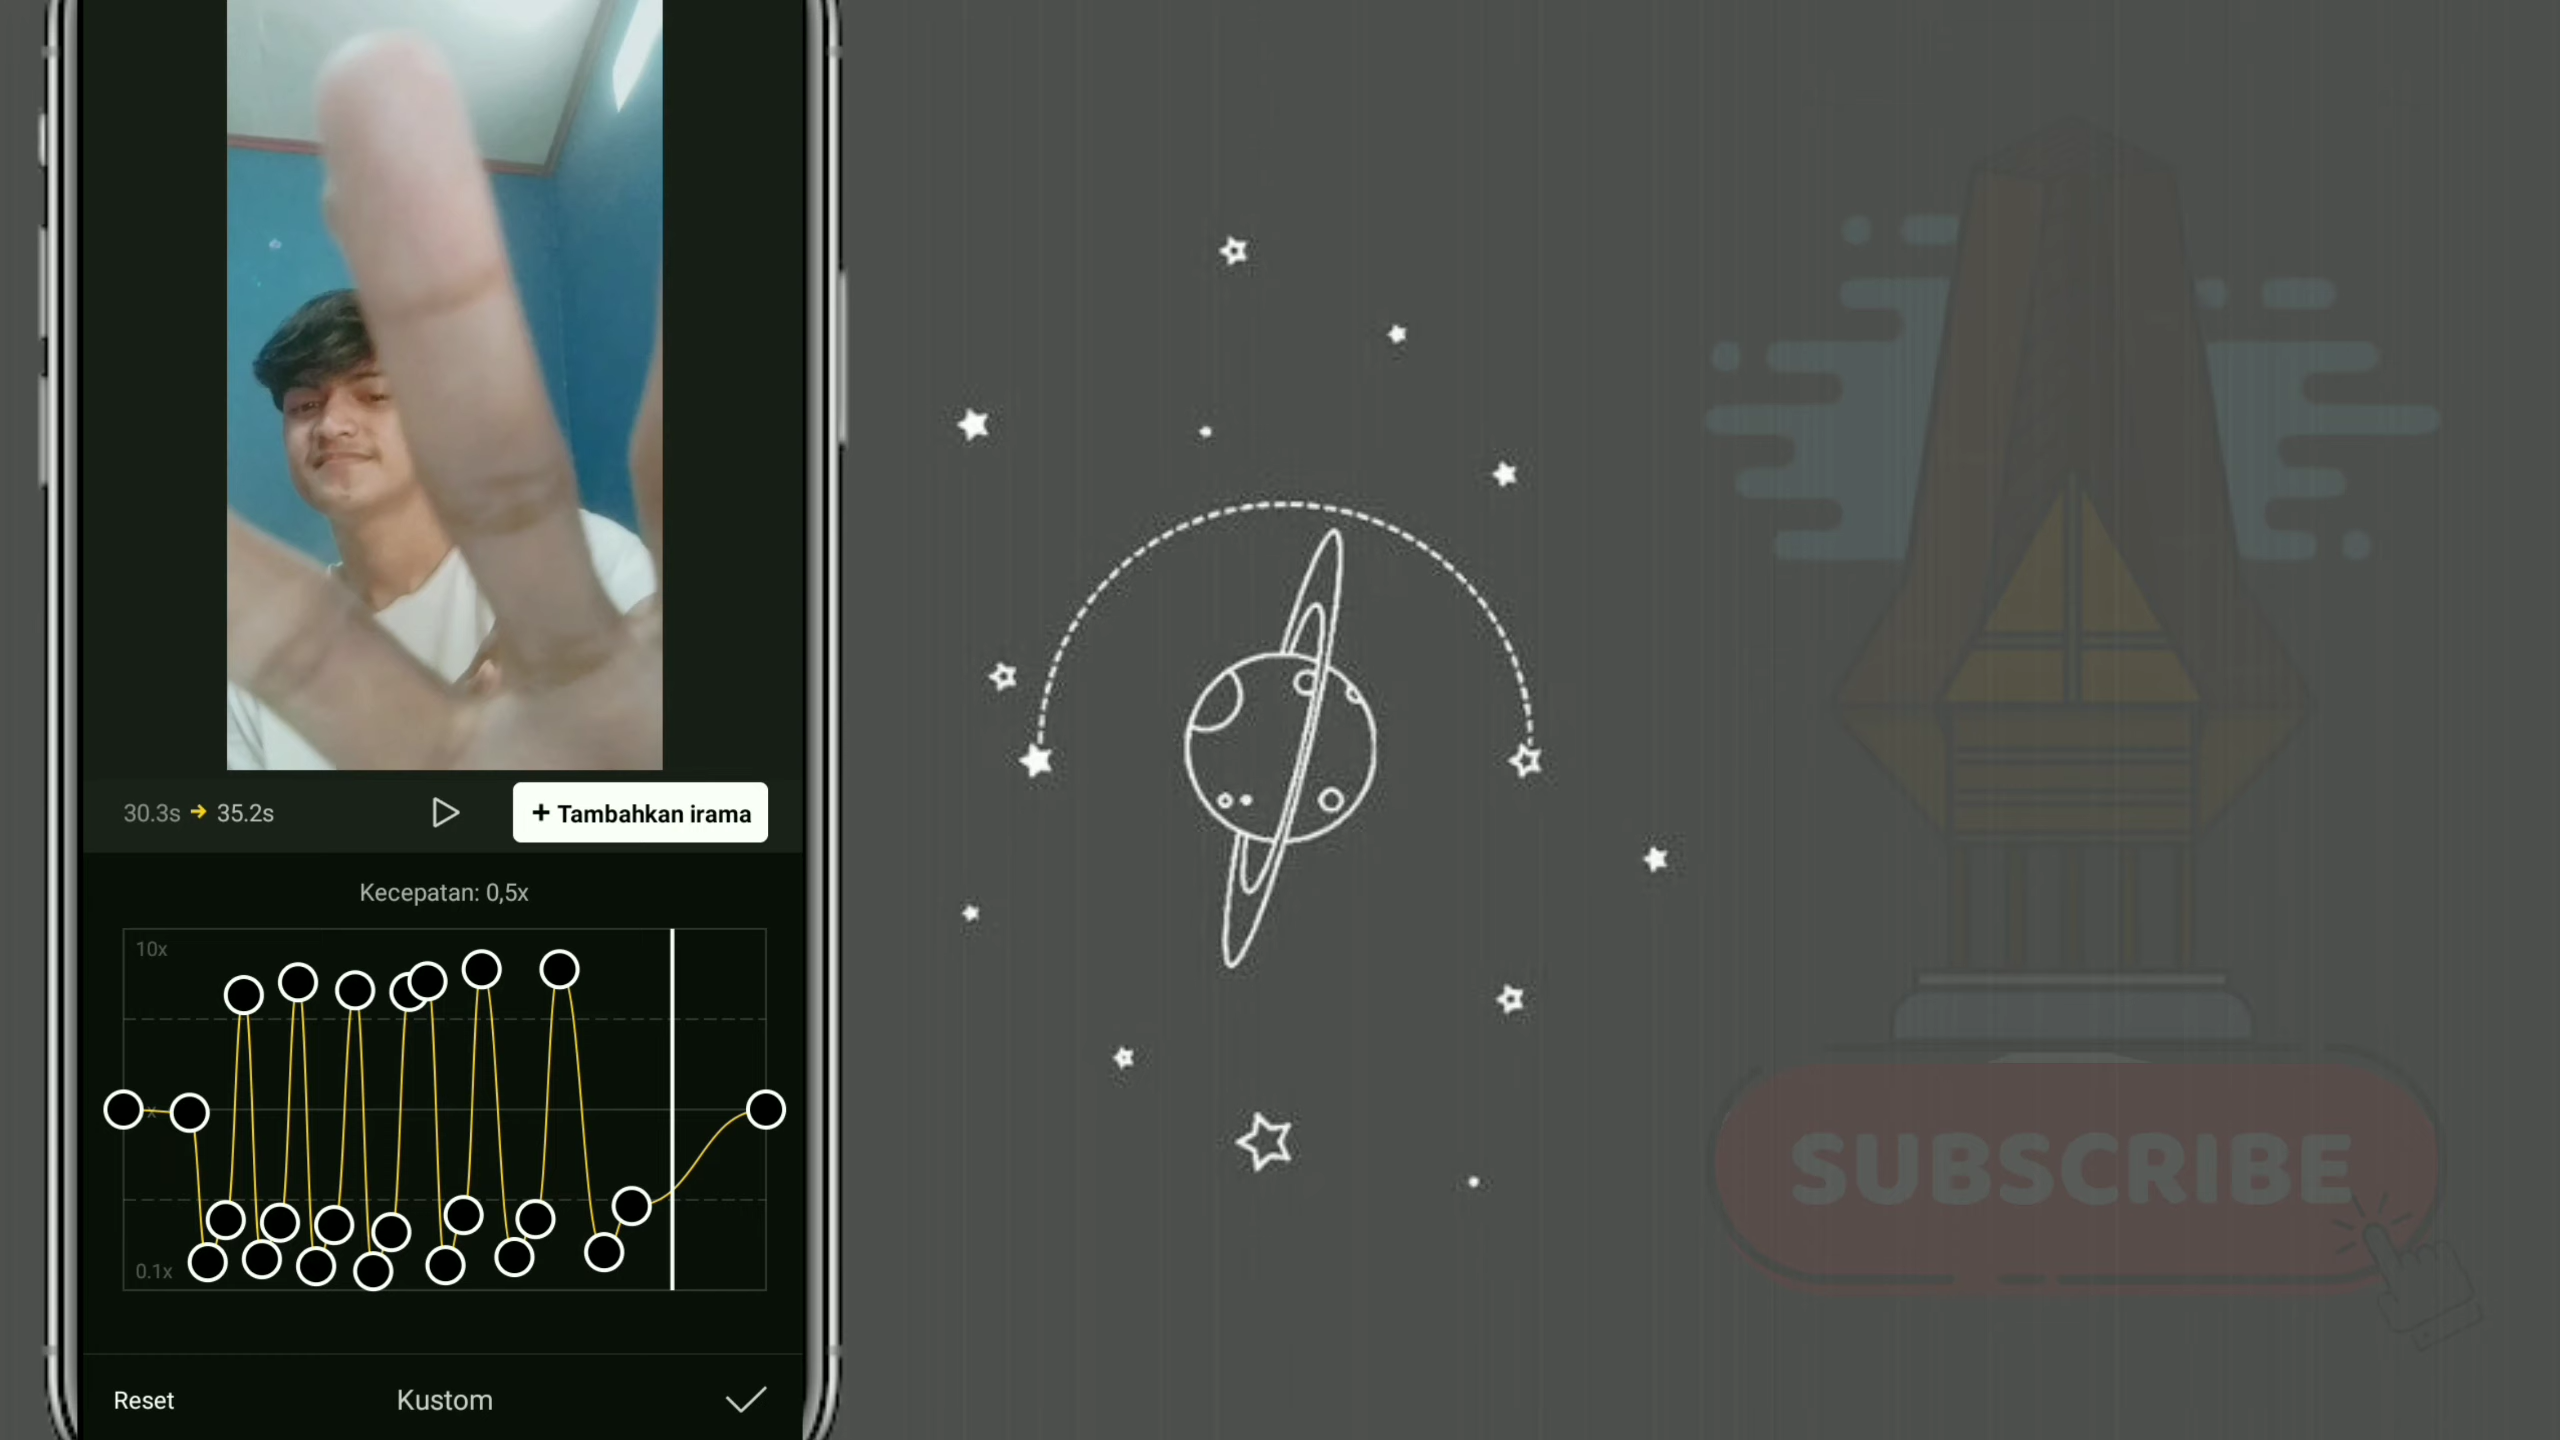 30.3s → 35.2s
+ Tambahkan irama
Kecepatan: 0,5x
10x
x
0.1x
Reset
Kustom
SUBSCRIBE